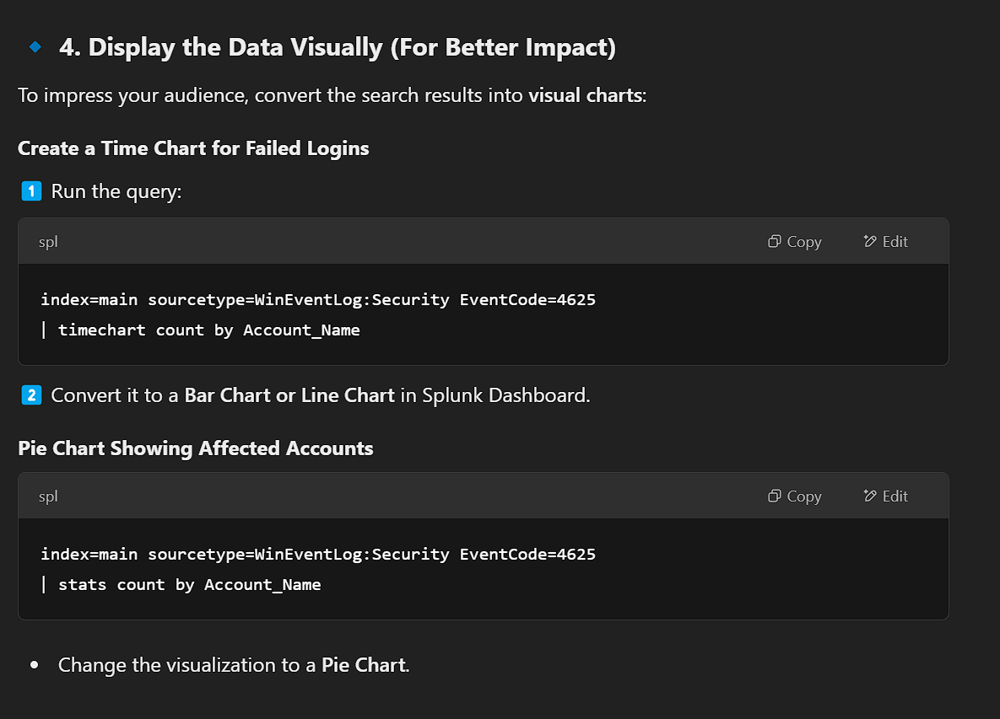 🔹 4. Display the Data Visually (For Better Impact)
To impress your audience, convert the search results into visual charts:
Create a Time Chart for Failed Logins
1️⃣ Run the query:
spl Copy Edit
index=main sourcetype=WinEventLog:Security EventCode=4625
| timechart count by Account_Name
2️⃣ Convert it to a Bar Chart or Line Chart in Splunk Dashboard.
Pie Chart Showing Affected Accounts
spl Copy Edit
index=main sourcetype=WinEventLog:Security EventCode=4625
| stats count by Account_Name
• Change the visualization to a Pie Chart.